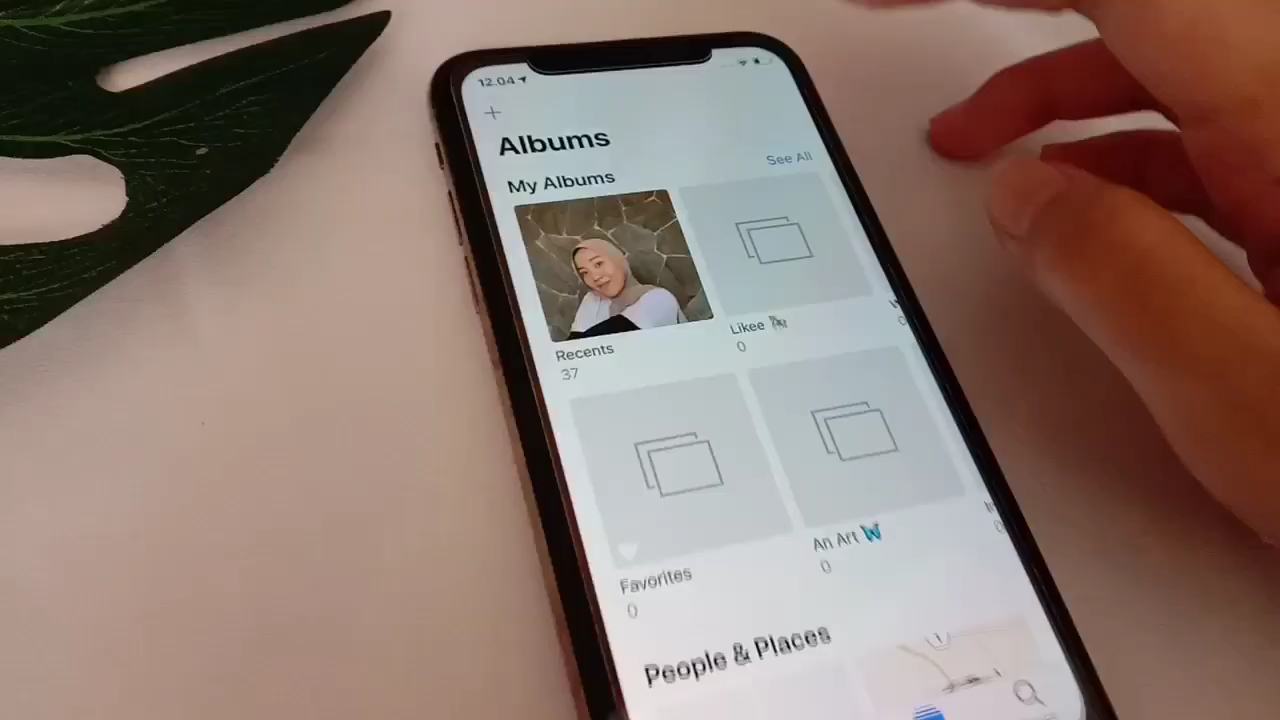 12.04
+
Albums
See All
My Albums
Recents
37
Likee
0
Favorites
0
An Art 🦋
0
People & Places